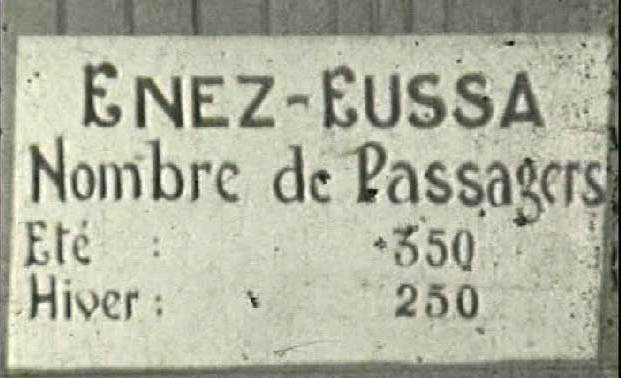 ENEZ-EUSSA
Nombre de Passagers
Eté : 350
Hiver : 250